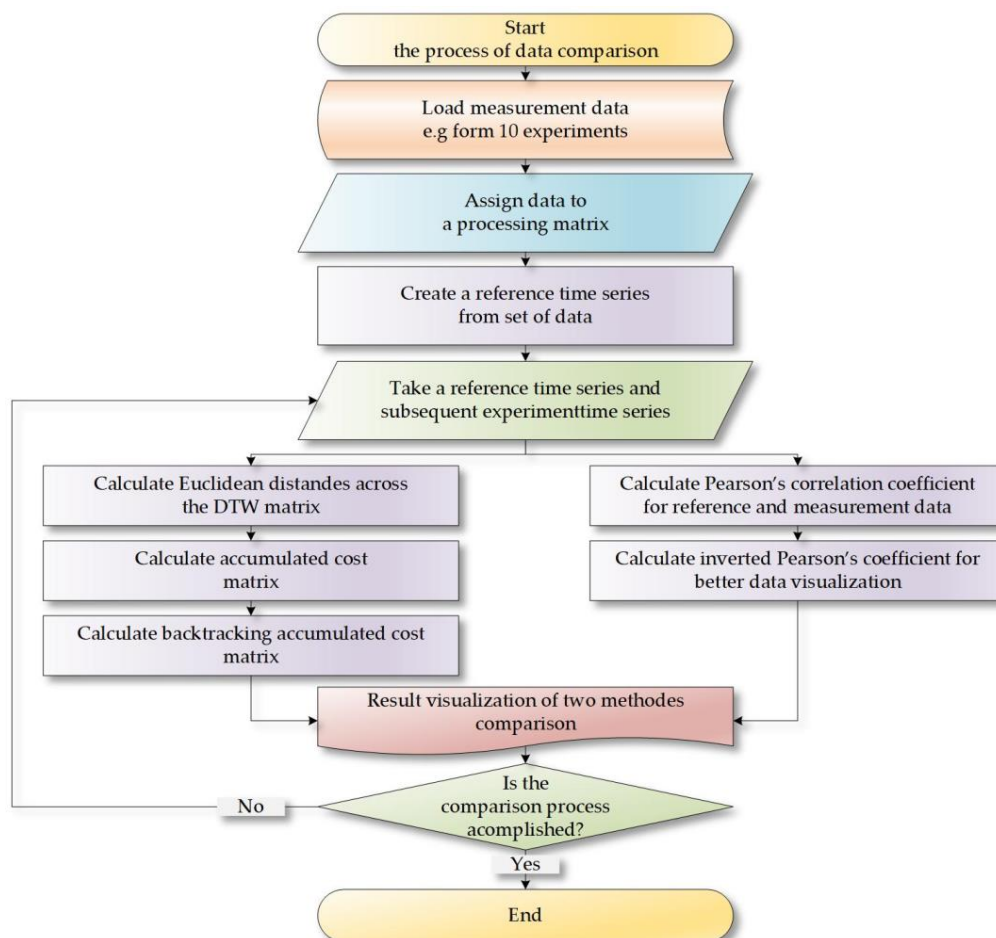 Start
the process of data comparison
Load measurement data
e.g form 10 experiments
Assign data to
a processing matrix
Create a reference time series
from set of data
Take a reference time series and
subsequent experimenttime series
Calculate Euclidean distandes across
the DTW matrix
Calculate accumulated cost
matrix
Calculate backtracking accumulated cost
matrix
Calculate Pearson's correlation coefficient
for reference and measurement data
Calculate inverted Pearson's coefficient for
better data visualization
Result visualization of two methodes
comparison
Is the
comparison process
acomplished?
No
Yes
End